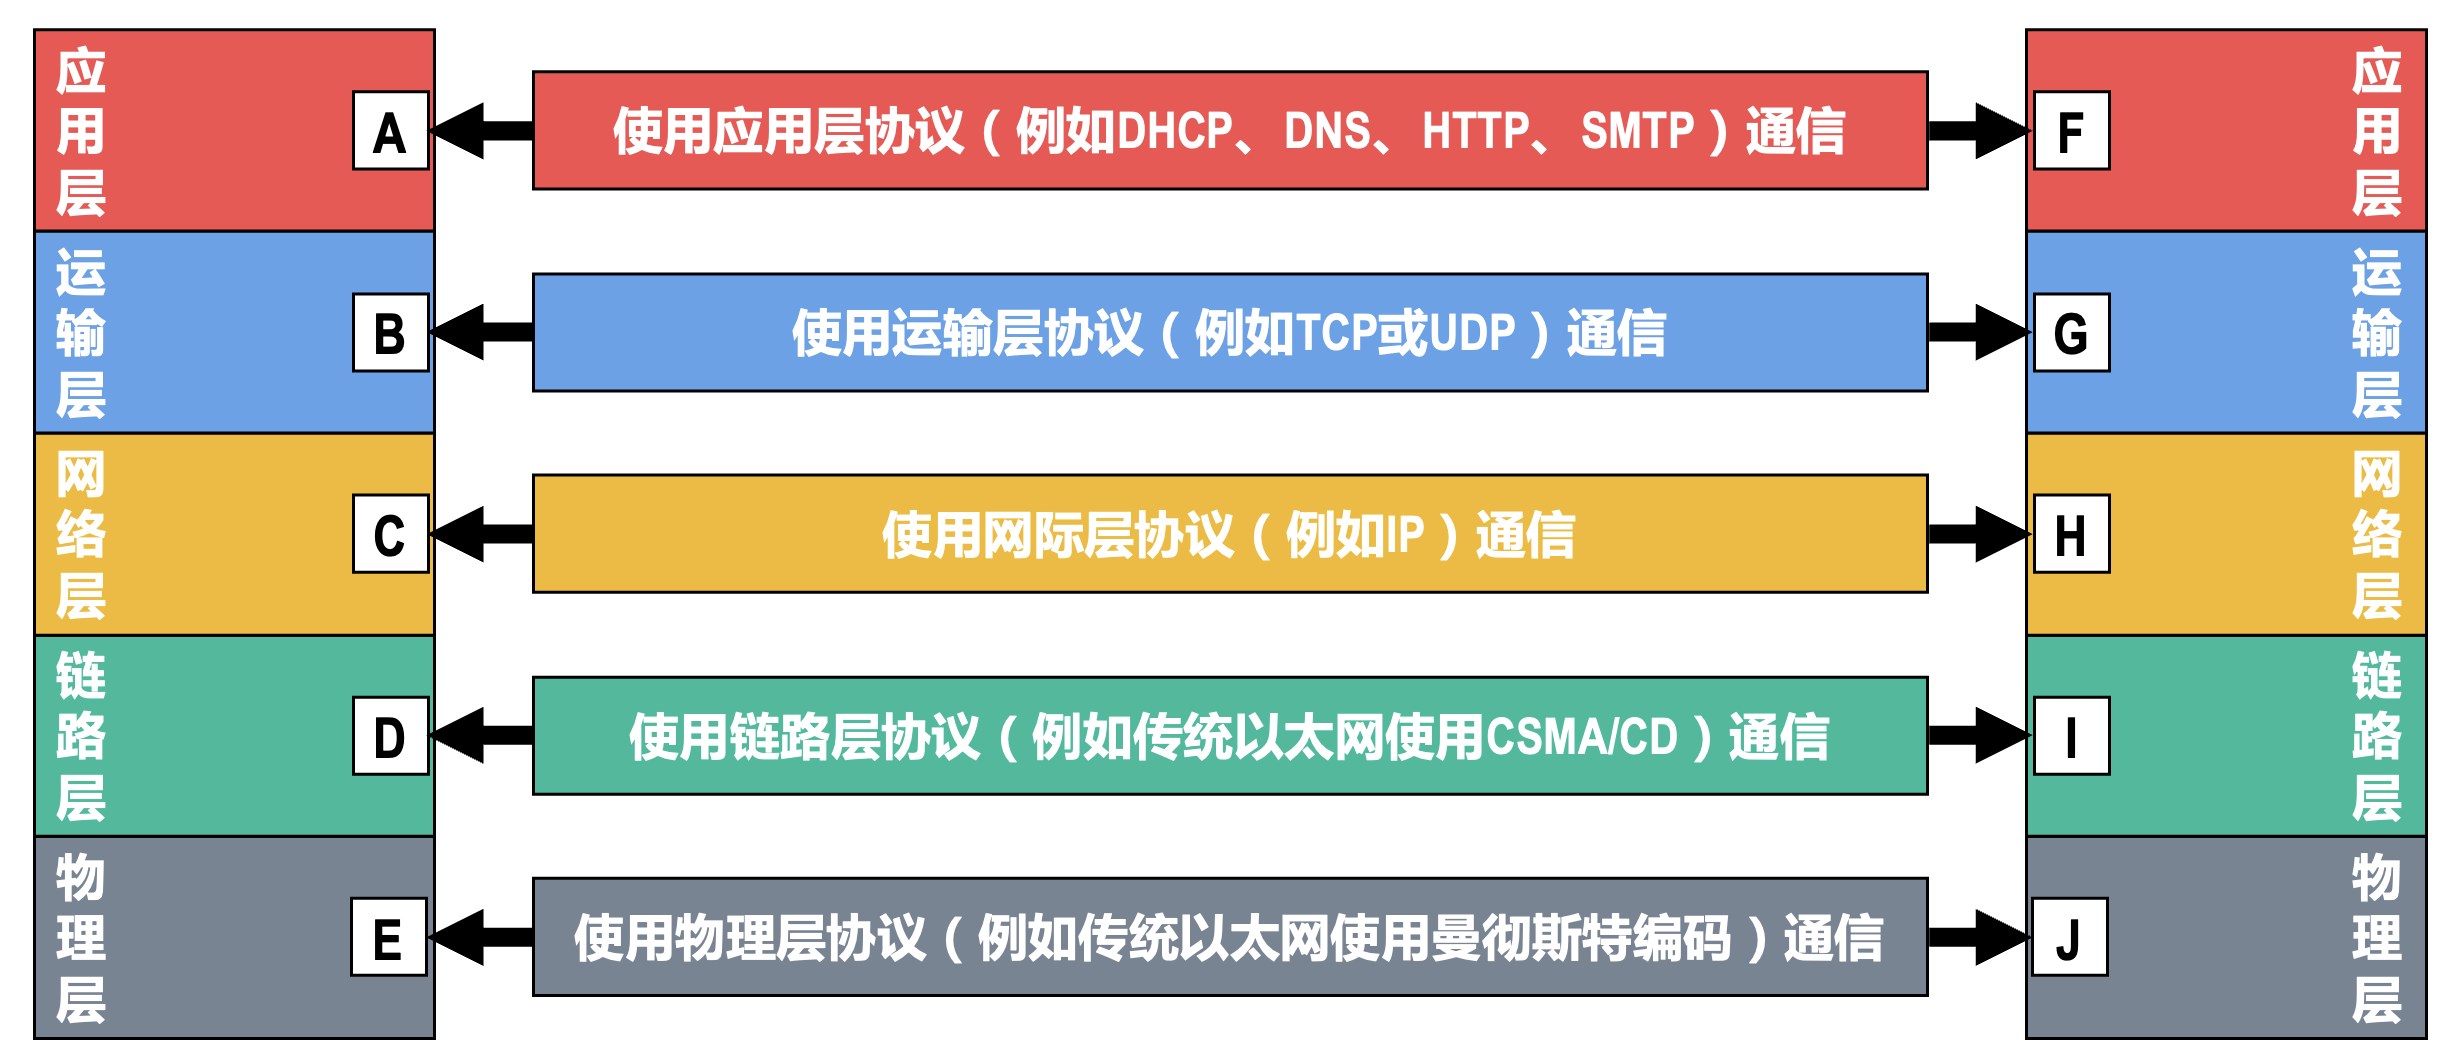 应用层
A
使用应用层协议（例如DHCP、DNS、HTTP、SMTP）通信
F
应用层
运输层
B
使用运输层协议（例如TCP或UDP）通信
G
运输层
网络层
C
使用网际层协议（例如IP）通信
H
网络层
链路层
D
使用链路层协议（例如传统以太网使用CSMA/CD）通信
I
链路层
物理层
E
使用物理层协议（例如传统以太网使用曼彻斯特编码）通信
J
物理层